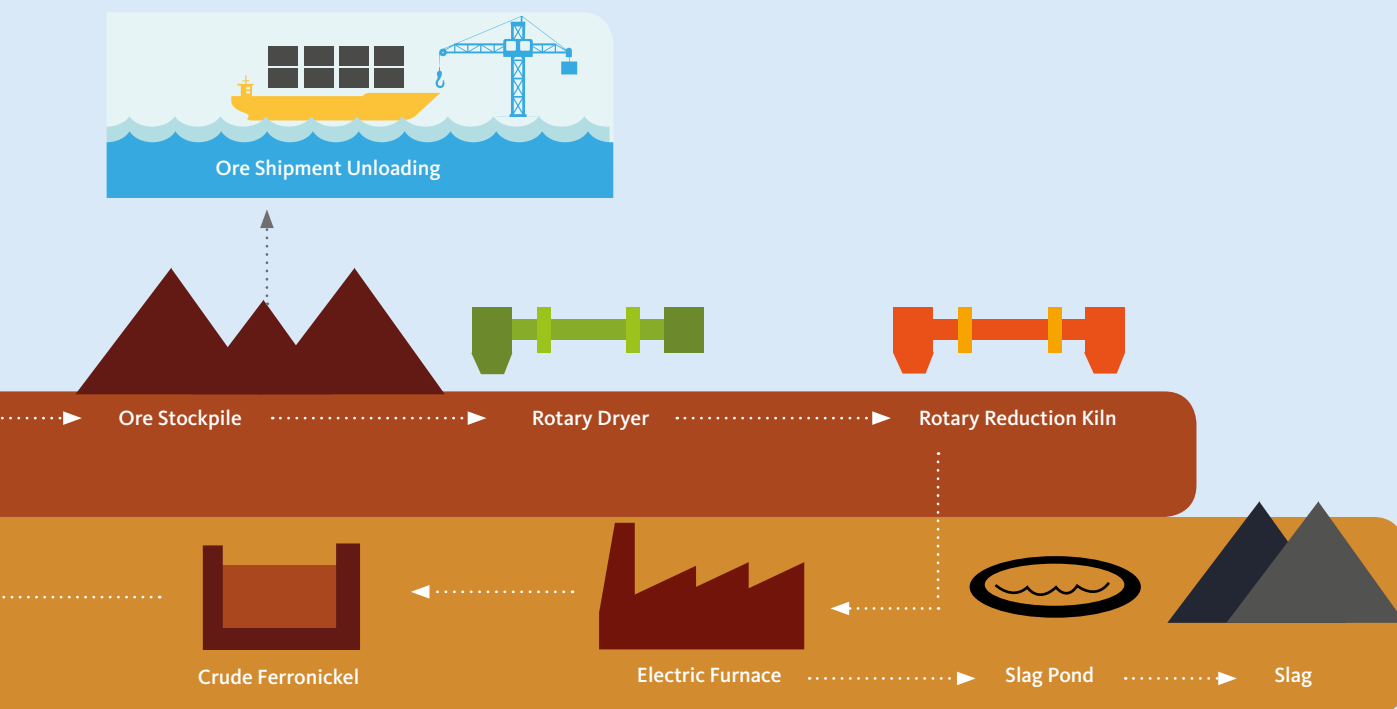 Ore Shipment Unloading
Ore Stockpile
Rotary Dryer
Rotary Reduction Kiln
Crude Ferronickel
Electric Furnace
Slag Pond
Slag